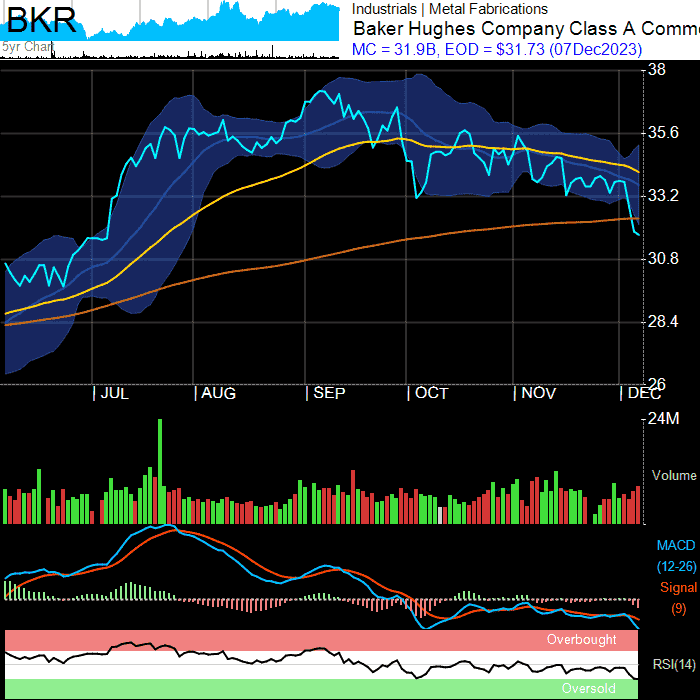 BKR
5yr Chart
Industrials | Metal Fabrications
Baker Hughes Company Class A Comm
MC = 31.9B, EOD = $31.73 (07Dec2023)
38
35.6
33.2
30.8
28.4
26
JUL AUG SEP OCT NOV DEC
24M
Volume
MACD
(12-26)
Signal
(9)
Overbought
RSI(14)
Oversold